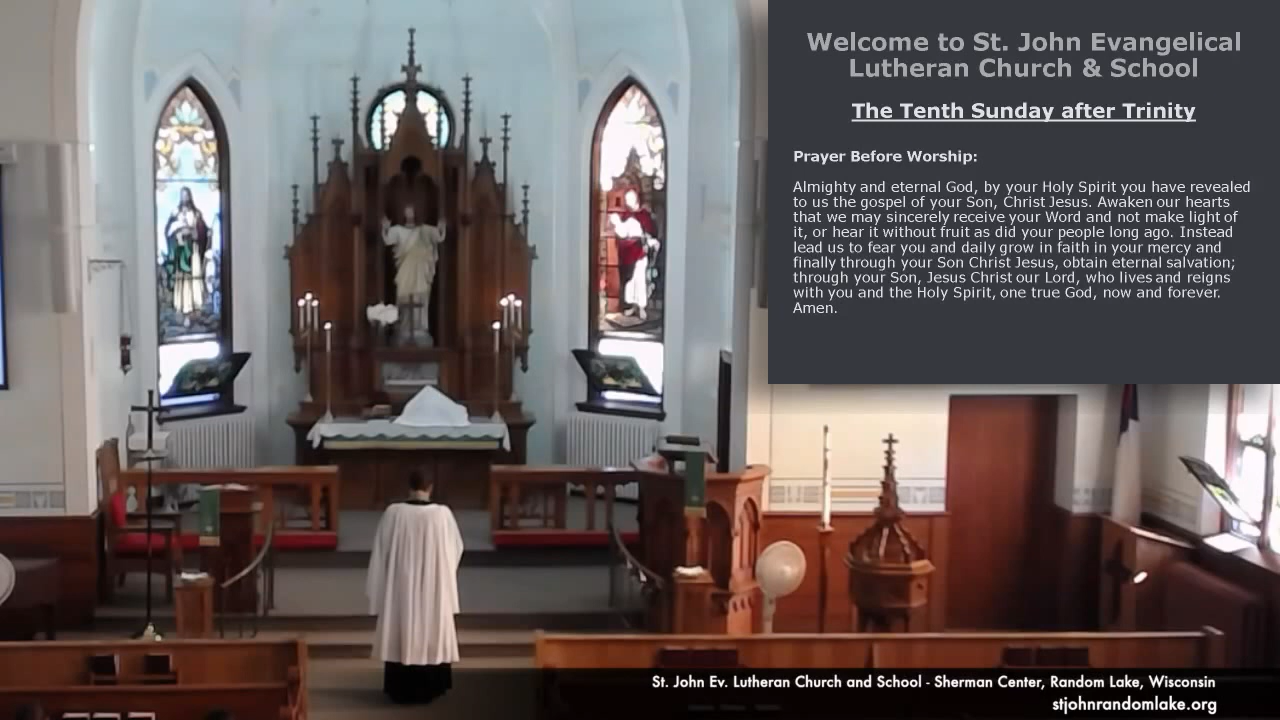 Welcome to St. John Evangelical
Lutheran Church & School
The Tenth Sunday after Trinity
Prayer Before Worship:
Almighty and eternal God, by your Holy Spirit you have revealed
to us the gospel of your Son, Christ Jesus. Awaken our hearts
that we may sincerely receive your Word and not make light of
it, or hear it without fruit as did your people long ago. Instead
lead us to fear you and daily grow in faith in your mercy and
finally through your Son Christ Jesus, obtain eternal salvation;
through your Son, Jesus Christ our Lord, who lives and reigns
with you and the Holy Spirit, one true God, now and forever.
Amen.
St. John Ev. Lutheran Church and School - Sherman Center, Random Lake, Wisconsin
stjohnrandomlake.org